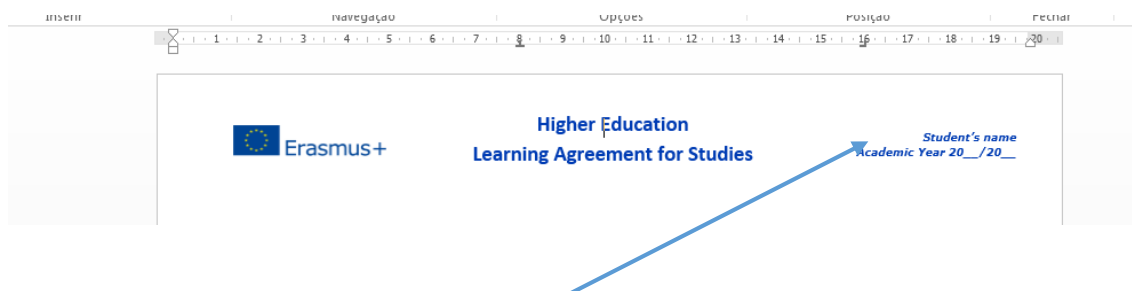 Inserir Navegação Opções Posição Fechar
1 2 3 4 5 6 7 8 9 10 11 12 13 14 15 16 17 18 19 20
Erasmus+
Higher Education
Learning Agreement for Studies
Student's name
Academic Year 20__/20__